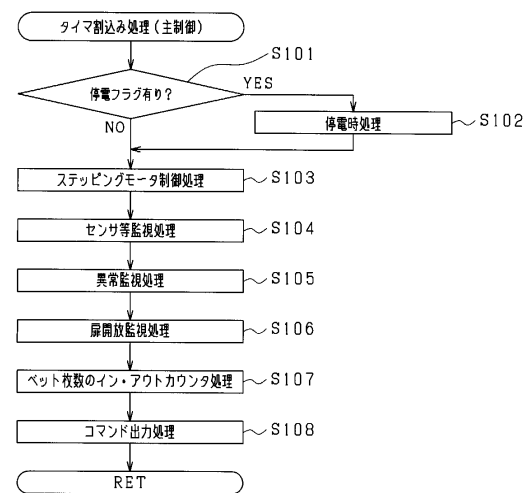 タイマ割込み処理(主制御)
S101
停電フラグ有り?
YES
NO
停電時処理
S102
ステッピングモータ制御処理
S103
センサ等監視処理
S104
異常監視処理
S105
扉開放監視処理
S106
ベット枚数のイン・アウトカウンタ処理
S107
コマンド出力処理
S108
RET